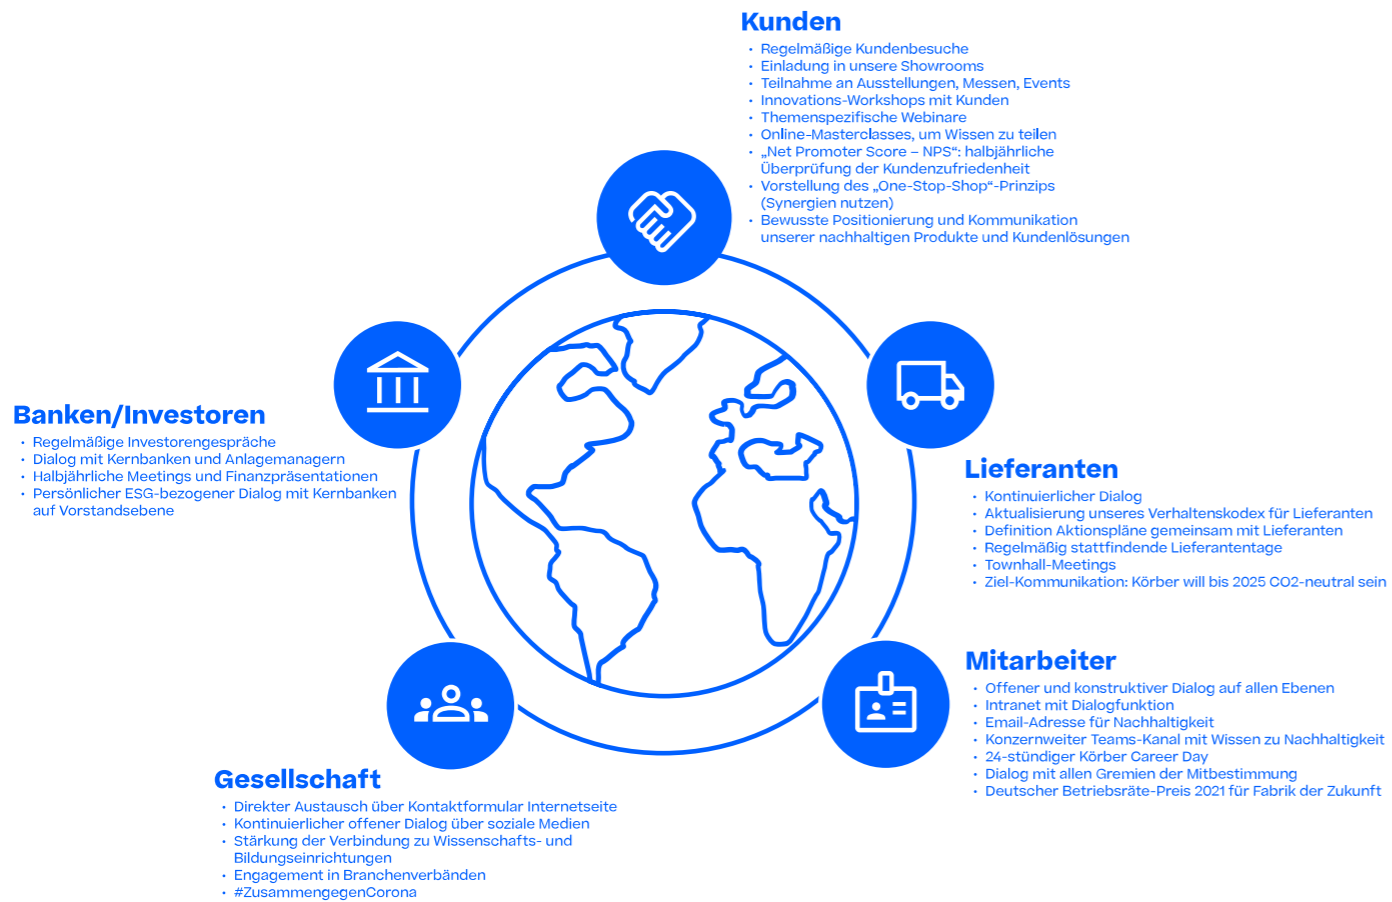 Kunden
• Regelmäßige Kundenbesuche
• Einladung in unsere Showrooms
• Teilnahme an Ausstellungen, Messen, Events
• Innovations-Workshops mit Kunden
• Themenspezifische Webinare
• Online-Masterclasses, um Wissen zu teilen
• „Net Promoter Score – NPS“: halbjährliche
Überprüfung der Kundenzufriedenheit
• Vorstellung des „One-Stop-Shop“-Prinzips
(Synergien nutzen)
• Bewusste Positionierung und Kommunikation
unserer nachhaltigen Produkte und Kundenlösungen
Banken/Investoren
• Regelmäßige Investorengespräche
• Dialog mit Kernbanken und Anlagemanagern
• Halbjährliche Meetings und Finanzpräsentationen
• Persönlicher ESG-bezogener Dialog mit Kernbanken
auf Vorstandsebene
Lieferanten
• Kontinuierlicher Dialog
• Aktualisierung unseres Verhaltenskodex für Lieferanten
• Definition Aktionspläne gemeinsam mit Lieferanten
• Regelmäßig stattfindende Lieferantentage
• Townhall-Meetings
• Ziel-Kommunikation: Körber will bis 2025 CO2-neutral sein
Mitarbeiter
• Offener und konstruktiver Dialog auf allen Ebenen
• Intranet mit Dialogfunktion
• Email-Adresse für Nachhaltigkeit
• Konzernweiter Teams-Kanal mit Wissen zu Nachhaltigkeit
• 24-stündiger Körber Career Day
• Dialog mit allen Gremien der Mitbestimmung
• Deutscher Betriebsräte-Preis 2021 für Fabrik der Zukunft
Gesellschaft
• Direkter Austausch über Kontaktformular Internetseite
• Kontinuierlicher offener Dialog über soziale Medien
• Stärkung der Verbindung zu Wissenschafts- und
Bildungseinrichtungen
• Engagement in Branchenverbänden
• #ZusammengegenCorona